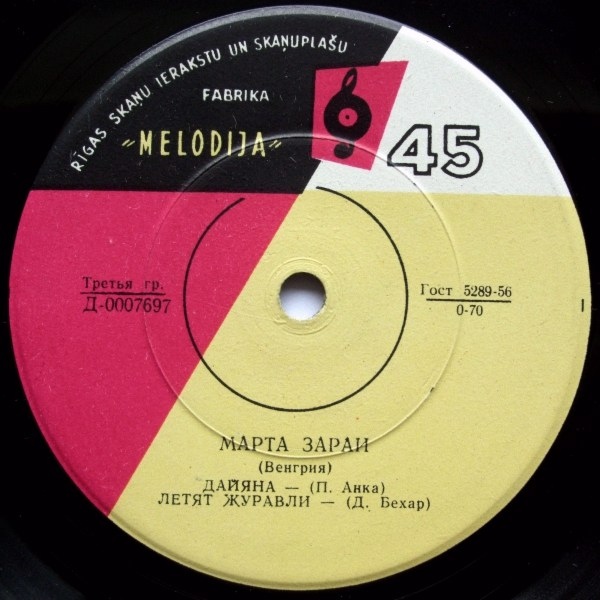 RĪGAS SKAŅU IERAKSTU UN SKAŅUPLAŠU
FABRIKA
"MELODIJA"
45
Третья гр.
Д-0007697
Гост 5289-56
0-70
I
МАРТА ЗАРАИ
(Венгрия)
ДАЙЯНА — (П. Анка)
ЛЕТЯТ ЖУРАВЛИ — (Д. Бехар)